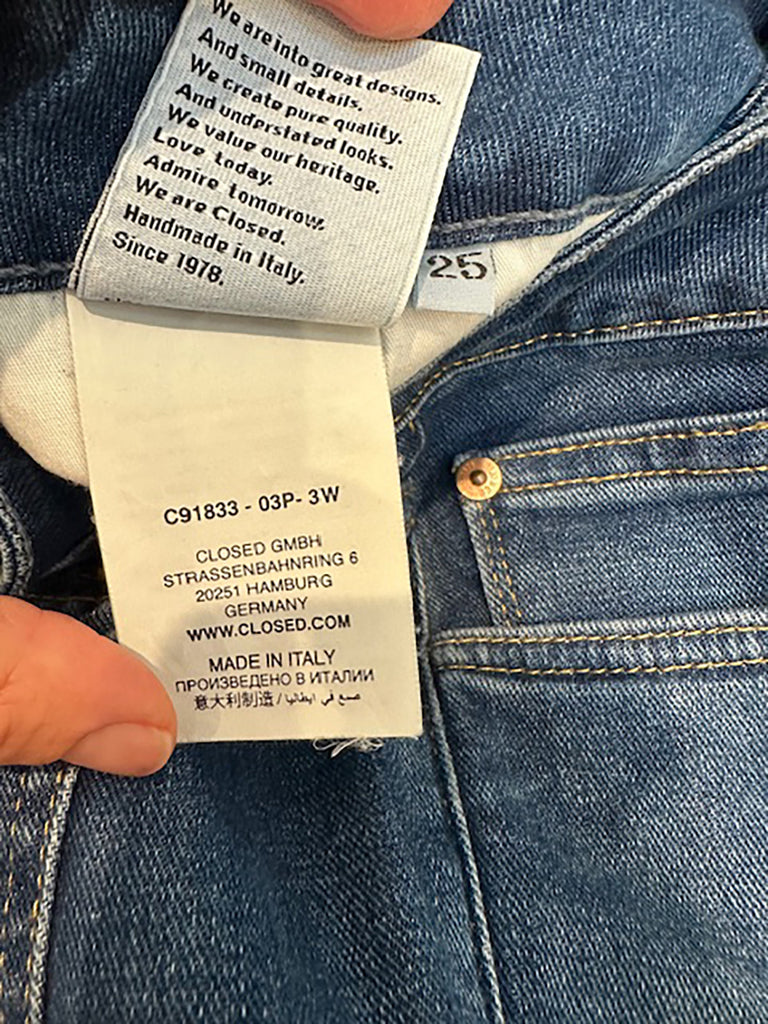 We are into great designs.
And small details.
We create pure quality.
And understated looks.
We value our heritage.
Love today.
Admire tomorrow.
We are Closed.
Handmade in Italy.
Since 1978.
25
C91833 - 03P- 3W
CLOSED GMBH
STRASSENBAHNRING 6
20251 HAMBURG
GERMANY
WWW.CLOSED.COM
MADE IN ITALY
ПРОИЗВЕДЕНО В ИТАЛИИ
意大利制造 / صنع في ايطاليا